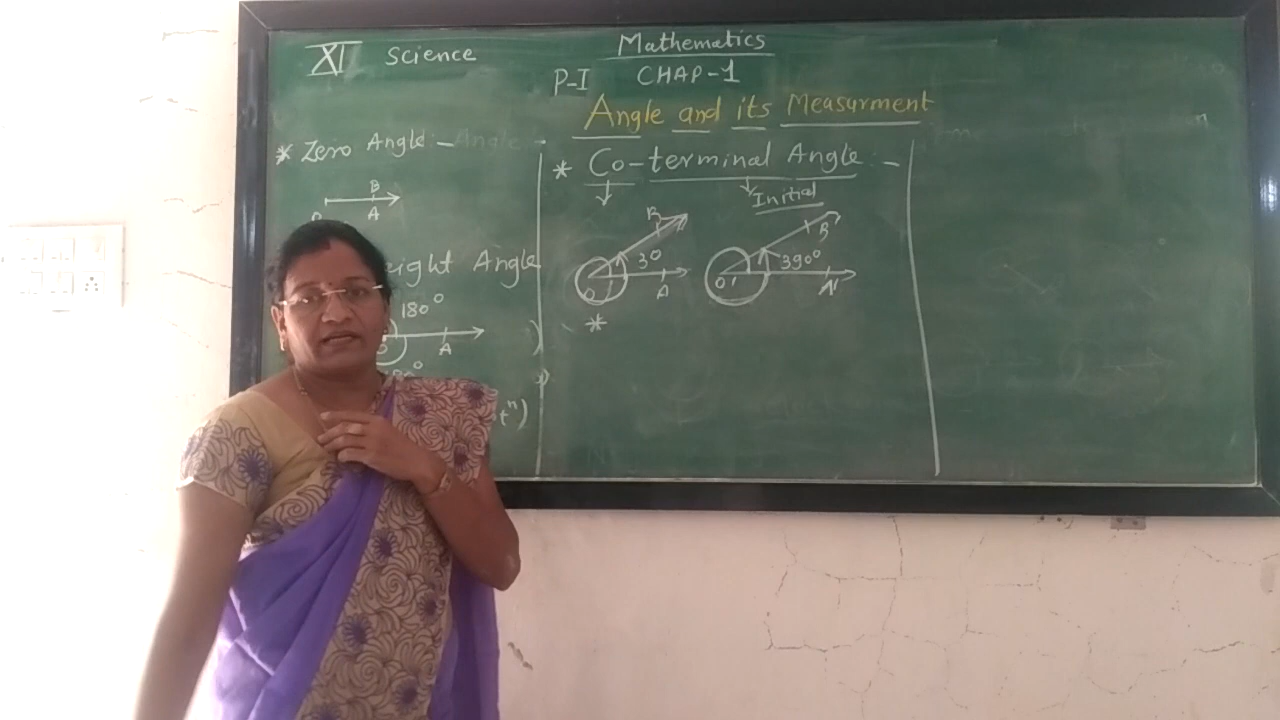 XI Science
Mathematics
P-I CHAP-1
Angle and its Measurment
* Zero Angle:-
B
A
ight Angle
180°
A
t^n)
* Co-terminal Angle :-
Initial
B
30
O
A
B'
390°
O'
A'
*